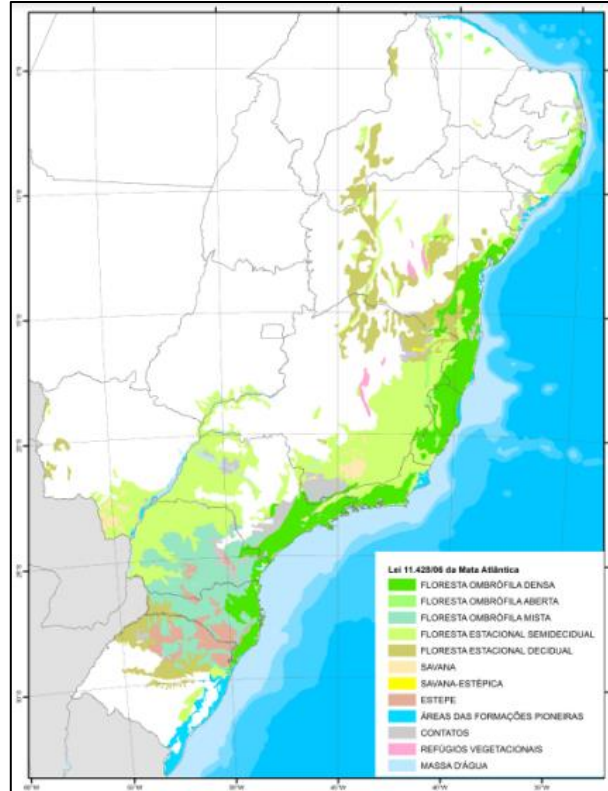 Lei 11.428/06 da Mata Atlântica
FLORESTA OMBRÓFILA DENSA
FLORESTA OMBRÓFILA ABERTA
FLORESTA OMBRÓFILA MISTA
FLORESTA ESTACIONAL SEMIDECIDUAL
FLORESTA ESTACIONAL DECIDUAL
SAVANA
SAVANA-ESTÉPICA
ESTEPE
ÁREAS DAS FORMAÇÕES PIONEIRAS
CONTATOS
REFÚGIOS VEGETACIONAIS
MASSA D'ÁGUA